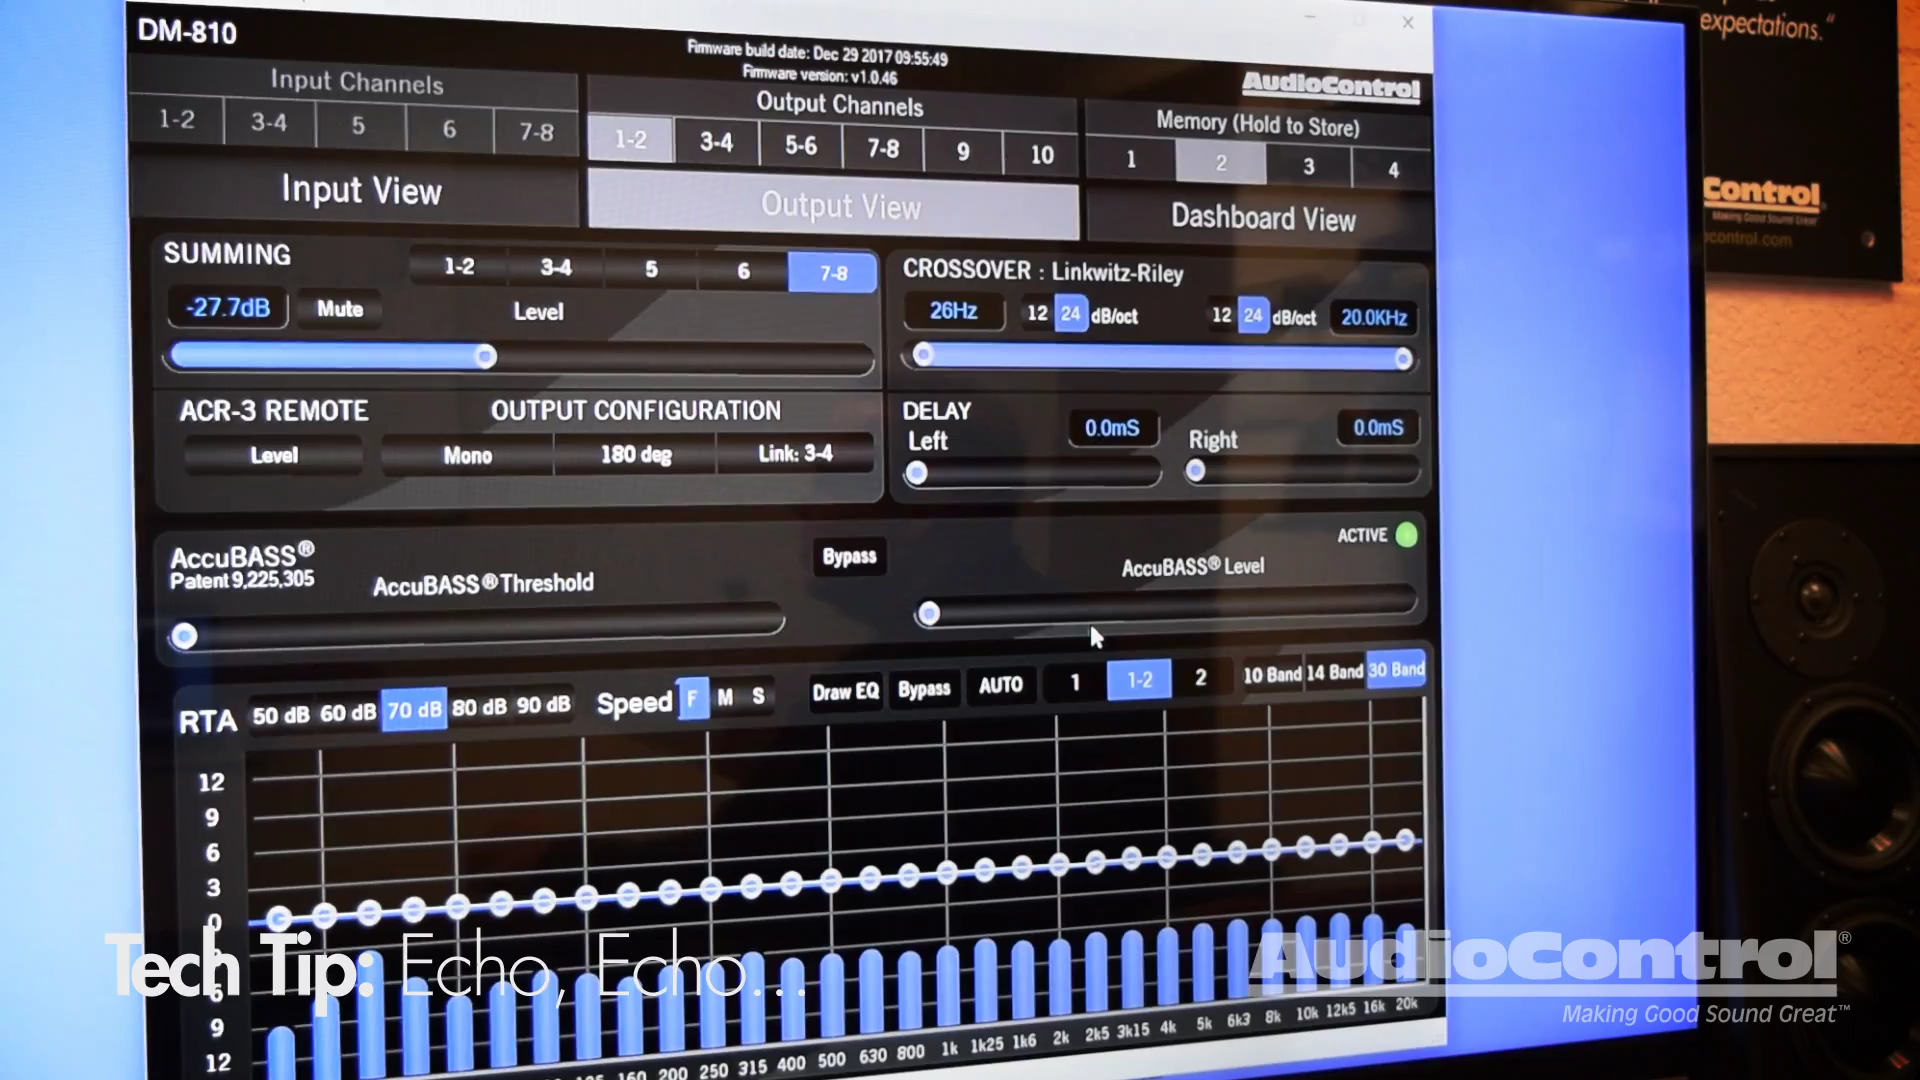 DM-810
Firmware build date: Dec 29 2017 09:55:49
Firmware version: v1.0.46
AudioControl
Input Channels
1-2 3-4 5 6 7-8
Output Channels
1-2 3-4 5-6 7-8 9 10
Memory (Hold to Store)
1 2 3 4
Input View
Output View
Dashboard View
SUMMING
1-2 3-4 5 6 7-8
-27.7dB Mute Level
CROSSOVER : Linkwitz-Riley
26Hz 12 24 dB/oct 12 24 dB/oct 20.0KHz
ACR-3 REMOTE
Level
OUTPUT CONFIGURATION
Mono 180 deg Link: 3-4
DELAY
Left 0.0mS
Right 0.0mS
AccuBASS®
Patent 9,225,305
AccuBASS® Threshold
Bypass
AccuBASS® Level
ACTIVE
RTA 50 dB 60 dB 70 dB 80 dB 90 dB
Speed F M S
Draw EQ Bypass AUTO 1 1-2 2
10 Band 14 Band 30 Band
12
9
6
3
0
6
9
12
160 200 250 315 400 500 630 800 1k 1k25 1k6 2k 2k5 3k15 4k 5k 6k3 8k 10k 12k5 16k 20k
Tech Tip: Echo, Echo...
AudioControl®
Making Good Sound Great™
expectations."
Control
Making Good Sound Great
control.com